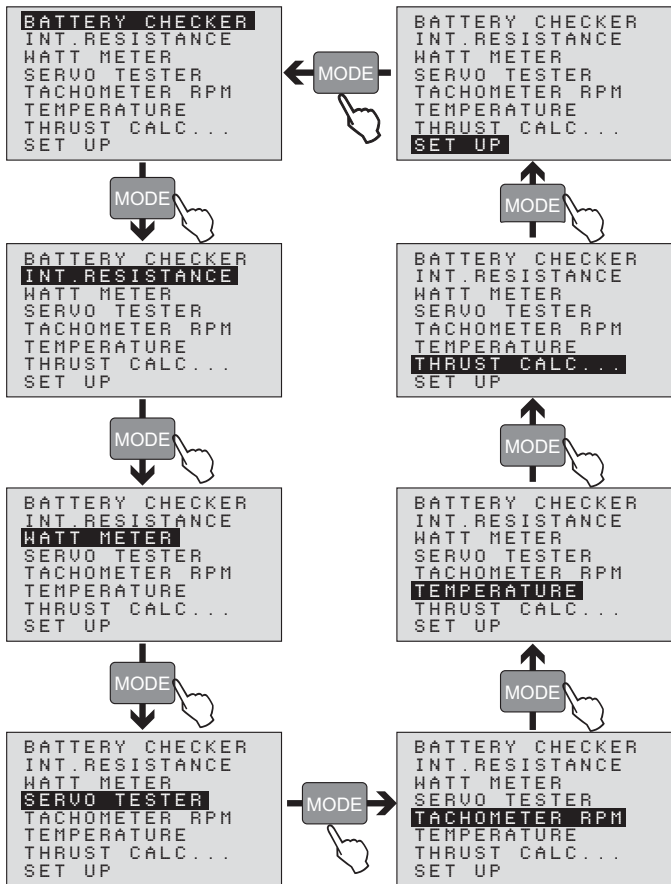 BATTERY CHECKER
INT.RESISTANCE
WATT METER
SERVO TESTER
TACHOMETER RPM
TEMPERATURE
THRUST CALC...
SET UP
MODE
BATTERY CHECKER
INT.RESISTANCE
WATT METER
SERVO TESTER
TACHOMETER RPM
TEMPERATURE
THRUST CALC...
SET UP
MODE
MODE
BATTERY CHECKER
INT.RESISTANCE
WATT METER
SERVO TESTER
TACHOMETER RPM
TEMPERATURE
THRUST CALC...
SET UP
BATTERY CHECKER
INT.RESISTANCE
WATT METER
SERVO TESTER
TACHOMETER RPM
TEMPERATURE
THRUST CALC...
SET UP
MODE
MODE
BATTERY CHECKER
INT.RESISTANCE
WATT METER
SERVO TESTER
TACHOMETER RPM
TEMPERATURE
THRUST CALC...
SET UP
BATTERY CHECKER
INT.RESISTANCE
WATT METER
SERVO TESTER
TACHOMETER RPM
TEMPERATURE
THRUST CALC...
SET UP
MODE
MODE
BATTERY CHECKER
INT.RESISTANCE
WATT METER
SERVO TESTER
TACHOMETER RPM
TEMPERATURE
THRUST CALC...
SET UP
MODE
BATTERY CHECKER
INT.RESISTANCE
WATT METER
SERVO TESTER
TACHOMETER RPM
TEMPERATURE
THRUST CALC...
SET UP